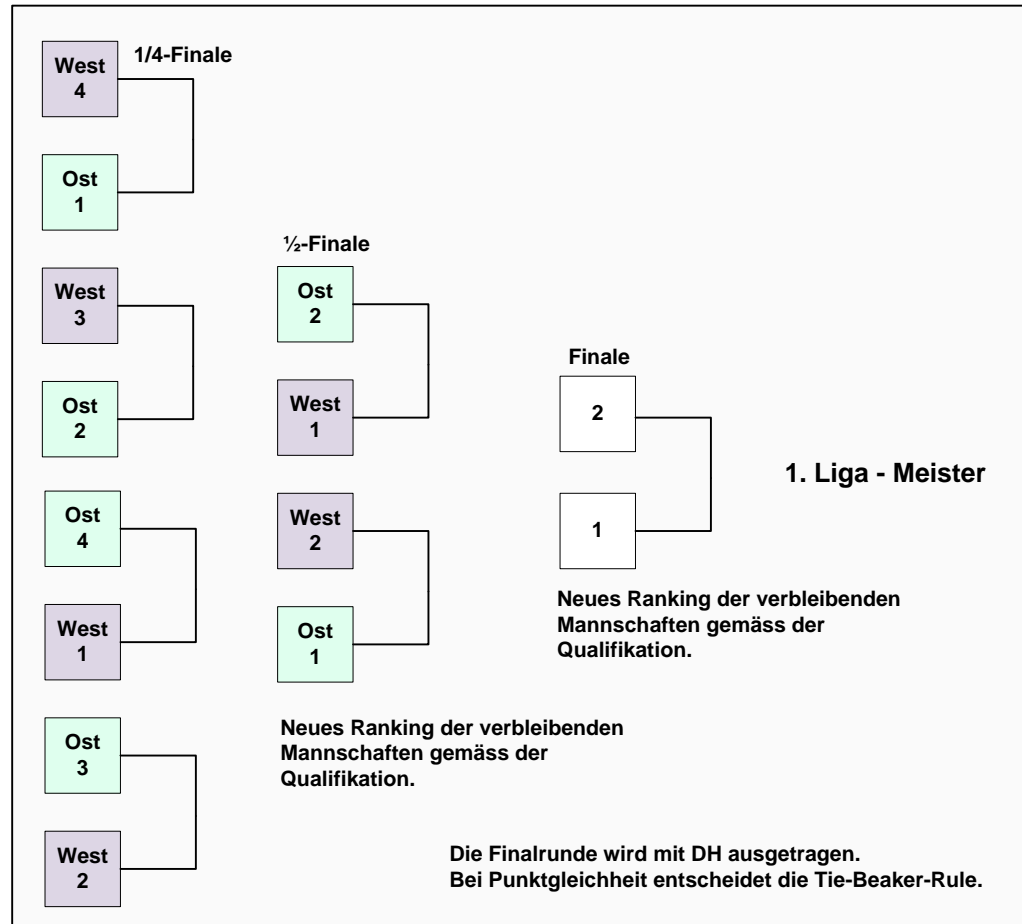 1/4-Finale
West
4
Ost
1
West
3
Ost
2
Ost
4
West
1
Ost
3
West
2
½-Finale
Ost
2
West
1
West
2
Ost
1
Neues Ranking der verbleibenden
Mannschaften gemäss der
Qualifikation.
Finale
2
1
Neues Ranking der verbleibenden
Mannschaften gemäss der
Qualifikation.
1. Liga - Meister
Die Finalrunde wird mit DH ausgetragen.
Bei Punktgleichheit entscheidet die Tie-Beaker-Rule.